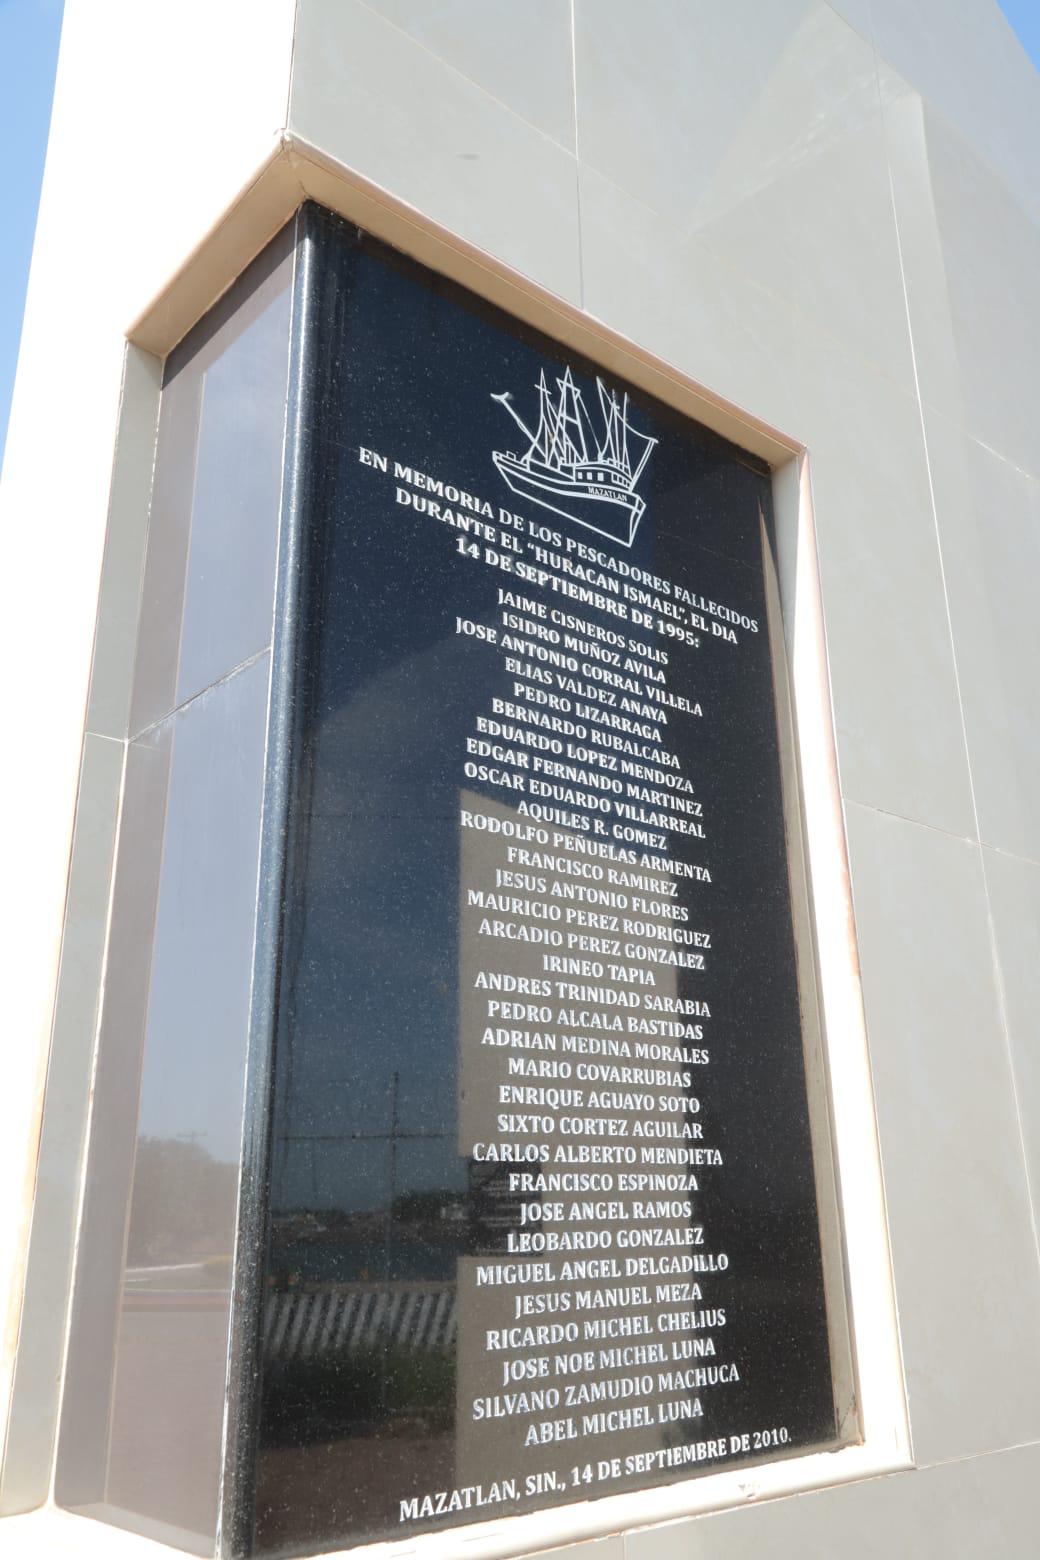 MAZATLAN
EN MEMORIA DE LOS PESCADORES FALLECIDOS
DURANTE EL "HURACAN ISMAEL", EL DIA
14 DE SEPTIEMBRE DE 1995:
JAIME CISNEROS SOLIS
ISIDRO MUÑOZ AVILA
JOSE ANTONIO CORRAL VILLELA
ELIAS VALDEZ ANAYA
PEDRO LIZARRAGA
BERNARDO RUBALCABA
EDUARDO LOPEZ MENDOZA
EDGAR FERNANDO MARTINEZ
OSCAR EDUARDO VILLARREAL
AQUILES R. GOMEZ
RODOLFO PEÑUELAS ARMENTA
FRANCISCO RAMIREZ
JESUS ANTONIO FLORES
MAURICIO PEREZ RODRIGUEZ
ARCADIO PEREZ GONZALEZ
IRINEO TAPIA
ANDRES TRINIDAD SARABIA
PEDRO ALCALA BASTIDAS
ADRIAN MEDINA MORALES
MARIO COVARRUBIAS
ENRIQUE AGUAYO SOTO
SIXTO CORTEZ AGUILAR
CARLOS ALBERTO MENDIETA
FRANCISCO ESPINOZA
JOSE ANGEL RAMOS
LEOBARDO GONZALEZ
MIGUEL ANGEL DELGADILLO
JESUS MANUEL MEZA
RICARDO MICHEL CHELIUS
JOSE NOE MICHEL LUNA
SILVANO ZAMUDIO MACHUCA
ABEL MICHEL LUNA
MAZATLAN, SIN., 14 DE SEPTIEMBRE DE 2010.